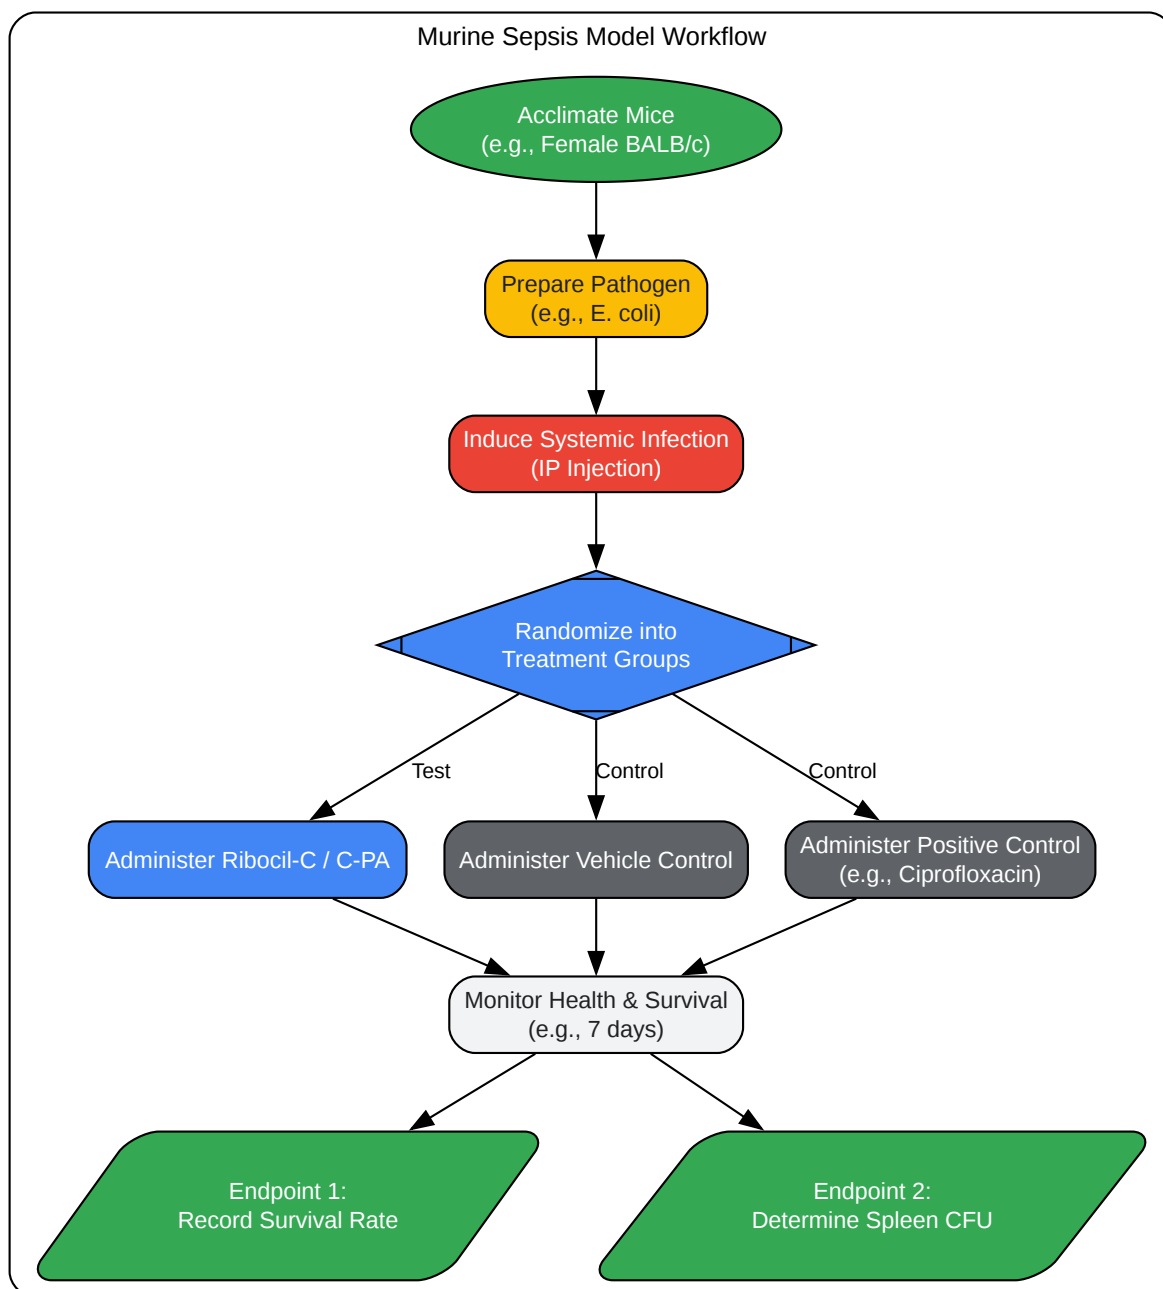 Murine Sepsis Model Workflow
Acclimate Mice
(e.g., Female BALB/c)
Prepare Pathogen
(e.g., E. coli)
Induce Systemic Infection
(IP Injection)
Randomize into
Treatment Groups
Test
Control
Control
Administer Ribocil-C / C-PA
Administer Vehicle Control
Administer Positive Control
(e.g., Ciprofloxacin)
Monitor Health & Survival
(e.g., 7 days)
Endpoint 1:
Record Survival Rate
Endpoint 2:
Determine Spleen CFU